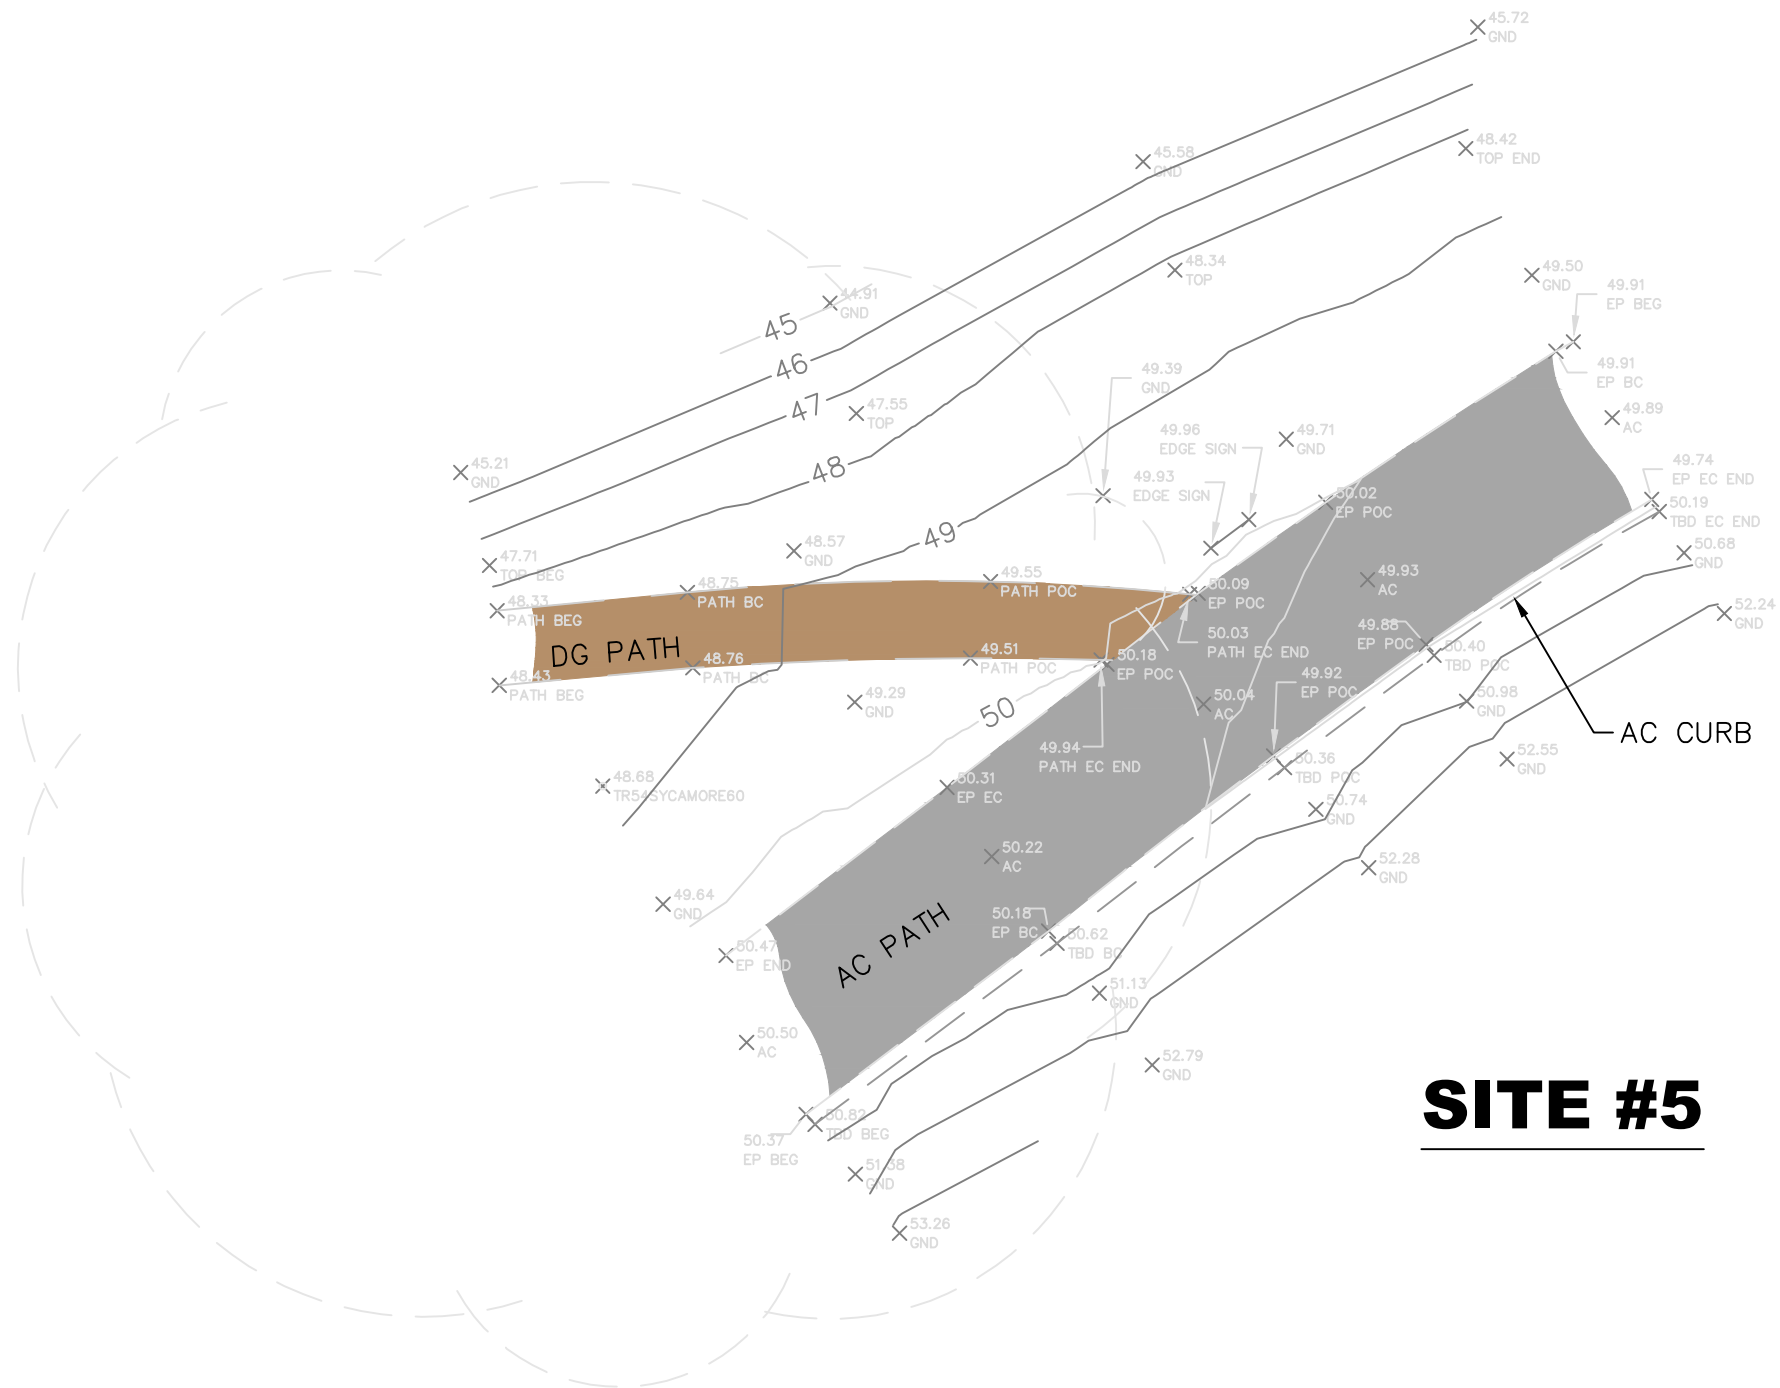 45.72
GND
48.42
TOP END
45.58
GND
48.34
TOP
49.50
GND
49.91
EP BEG
44.91
GND
45
46
47
48
49
49.39
GND
49.91
EP BC
49.89
AC
47.55
TOP
49.96
EDGE SIGN
49.71
GND
45.21
GND
49.93
EDGE SIGN
49.74
EP EC END
50.19
TBD EC END
50.02
EP POC
47.71
TOP BEG
48.57
GND
50.68
GND
48.75
PATH BC
49.55
PATH POC
50.09
EP POC
49.93
AC
48.33
PATH BEG
52.24
GND
DG PATH
50.03
PATH EC END
49.88
EP POC
50.40
TBD POC
48.43
PATH BEG
48.76
PATH BC
49.51
PATH POC
50.18
EP POC
49.92
EP POC
49.29
GND
50
50.04
AC
50.98
GND
AC CURB
49.94
PATH EC END
50.36
TBD POC
52.55
GND
48.68
TR54SYCAMORE60
50.31
EP EC
50.74
GND
50.22
AC
52.28
GND
49.64
GND
50.18
EP BC
50.62
TBD BC
AC PATH
50.47
EP END
51.13
GND
50.50
AC
52.79
GND
50.82
TBD BEG
50.37
EP BEG
51.38
GND
53.26
GND
SITE #5